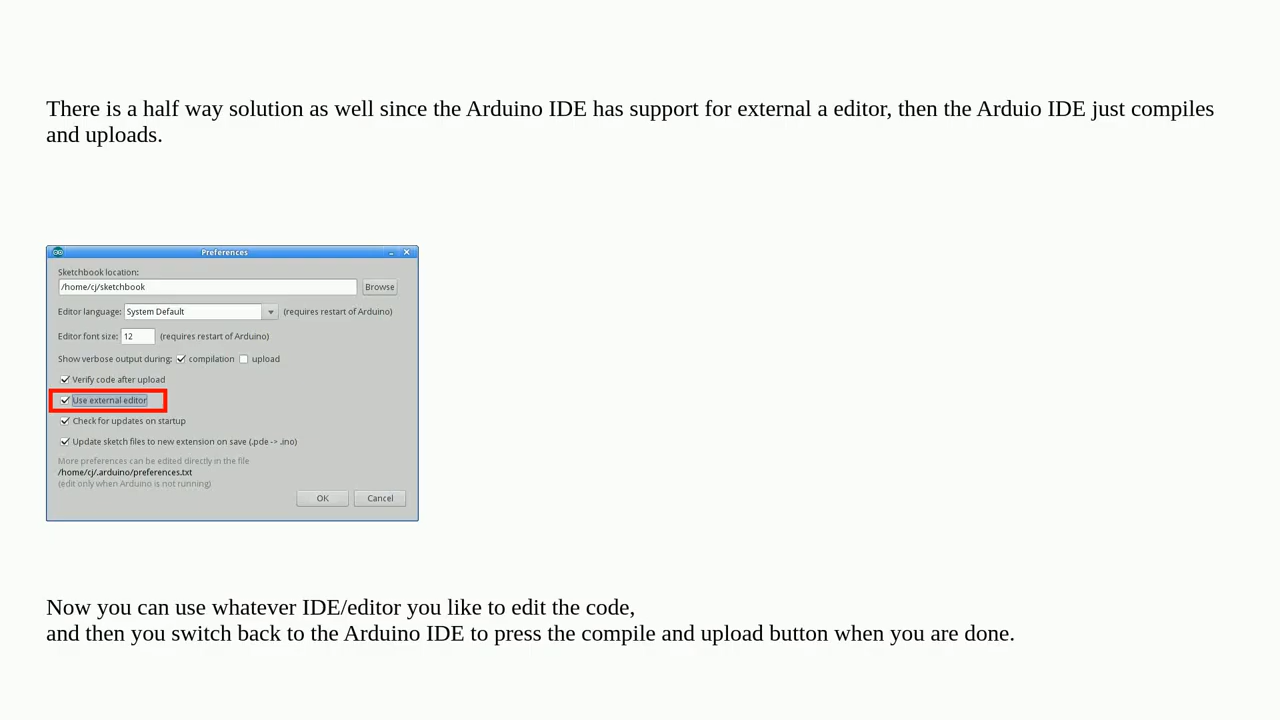 There is a half way solution as well since the Arduino IDE has support for external a editor, then the Arduio IDE just compiles
and uploads.
Preferences
Sketchbook location:
/home/cj/sketchbook Browse
Editor language: System Default (requires restart of Arduino)
Editor font size: 12 (requires restart of Arduino)
Show verbose output during: compilation upload
Verify code after upload
Use external editor
Check for updates on startup
Update sketch files to new extension on save (.pde -> .ino)
More preferences can be edited directly in the file
/home/cj/.arduino/preferences.txt
(edit only when Arduino is not running)
OK Cancel
Now you can use whatever IDE/editor you like to edit the code,
and then you switch back to the Arduino IDE to press the compile and upload button when you are done.